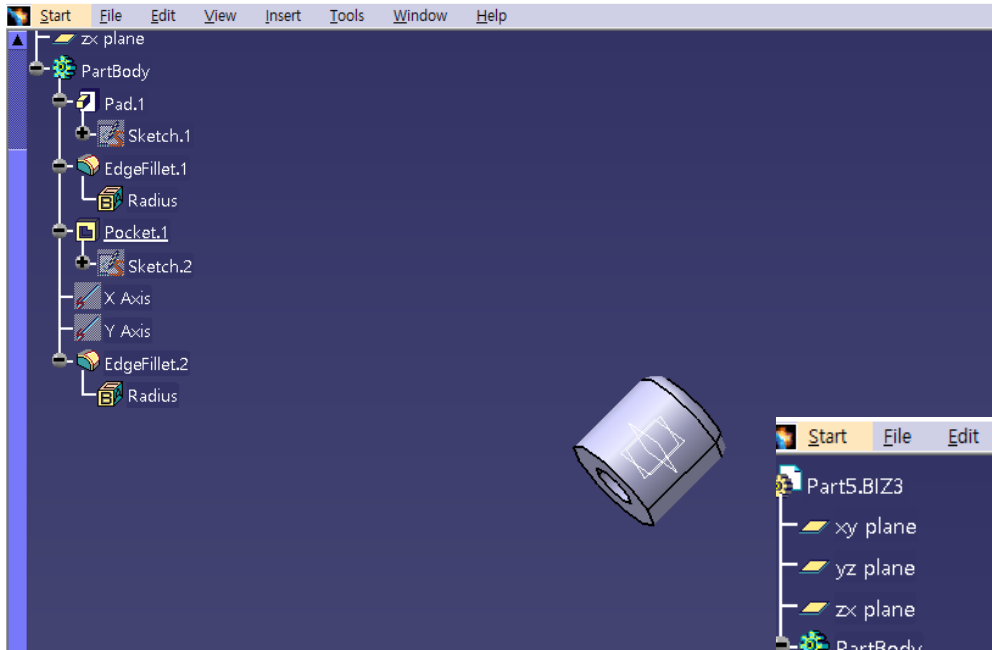 Start File Edit View Insert Tools Window Help
zx plane
PartBody
Pad.1
Sketch.1
EdgeFillet.1
Radius
Pocket.1
Sketch.2
X Axis
Y Axis
EdgeFillet.2
Radius
Start File Edit
Part5.BIZ3
xy plane
yz plane
zx plane
PartBody